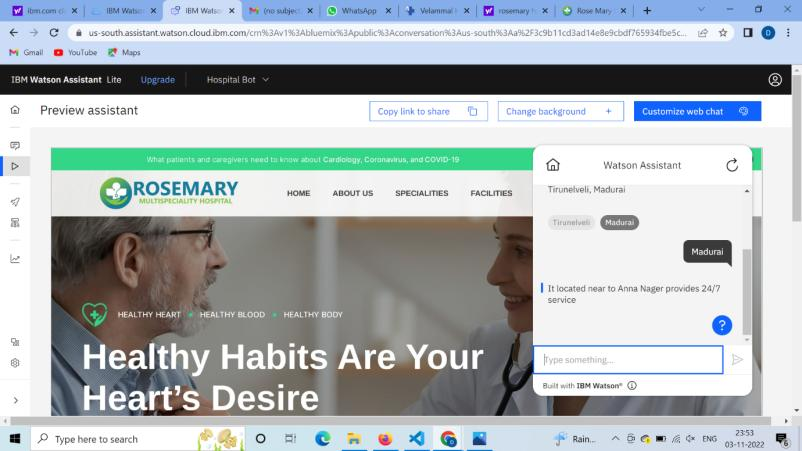 ibm.com cl
IBM Watson
IBM Watson
(no subject
WhatsApp
Velammal
rosemary h
Rose Mary
us-south.assistant.watson.cloud.ibm.com/crn%3Av1%3Abluemix%3Apublic%3Aconversation%3Aus-south%3Aa%2F3c9b11cd3ad14e8e9cbdf765934fbe5c...
D
Gmail
YouTube
Maps
IBM Watson Assistant Lite
Upgrade
Hospital Bot
Preview assistant
Copy link to share
Change background +
Customize web chat
What patients and caregivers need to know about Cardiology, Coronavirus, and COVID-19
ROSEMARY
MULTISPECIALITY HOSPITAL
HOME
ABOUT US
SPECIALITIES
FACILITIES
Watson Assistant
Tirunelveli, Madurai
Tirunelveli
Madurai
Madurai
It located near to Anna Nager provides 24/7
service
?
HEALTHY HEART
HEALTHY BLOOD
HEALTHY BODY
Healthy Habits Are Your
Heart's Desire
Type something...
Built with IBM Watson®
Type here to search
Rain...
ENG
23:53
03-11-2022
6